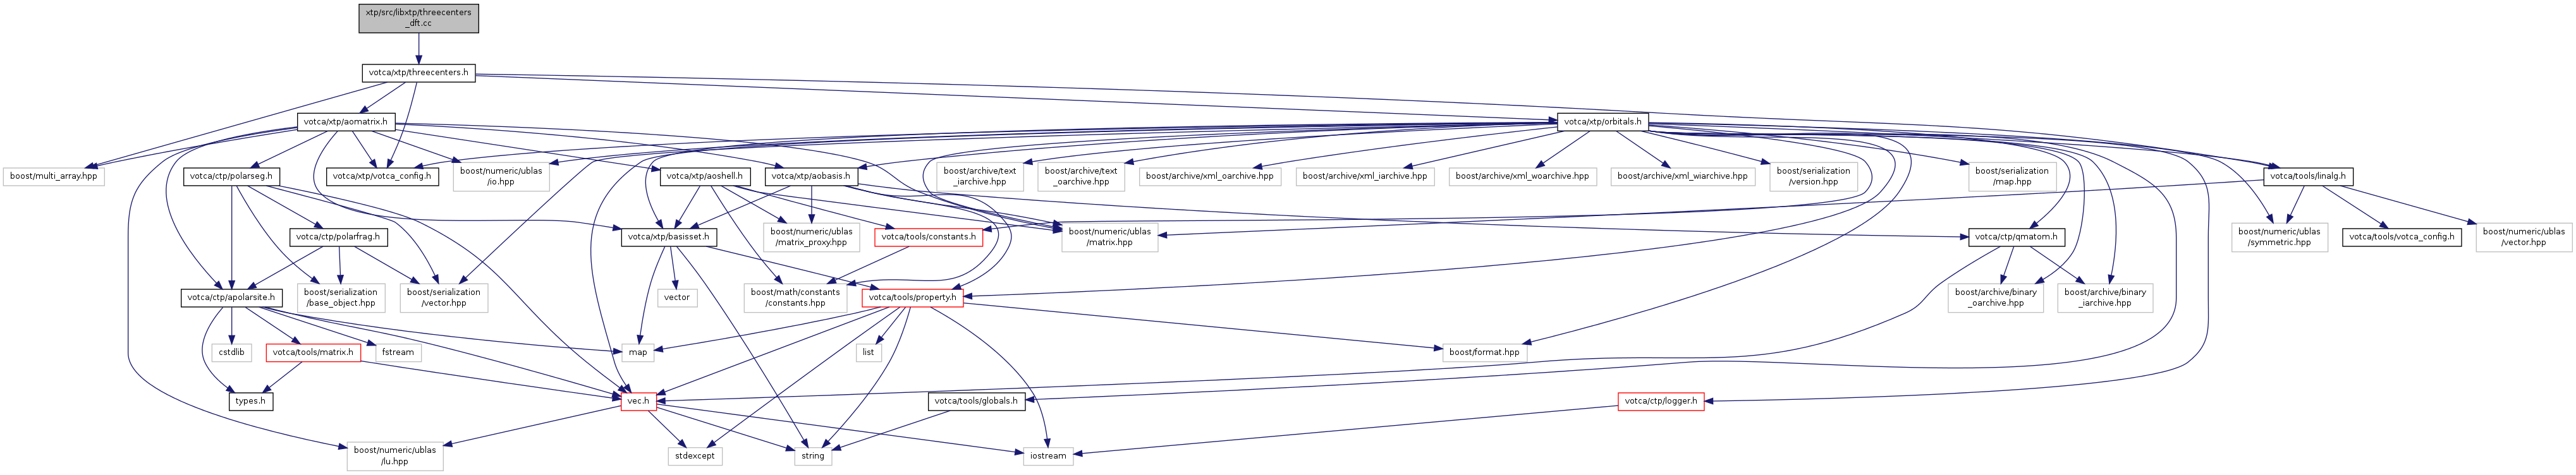 xtp/src/libxtp/threecenters
_dft.cc
votca/xtp/threecenters.h
votca/xtp/aomatrix.h
votca/xtp/orbitals.h
boost/multi_array.hpp
votca/ctp/polarseg.h
votca/xtp/votca_config.h
boost/numeric/ublas
/io.hpp
votca/xtp/aoshell.h
votca/xtp/aobasis.h
boost/archive/text
_iarchive.hpp
boost/archive/text
_oarchive.hpp
boost/archive/xml_oarchive.hpp
boost/archive/xml_iarchive.hpp
boost/archive/xml_woarchive.hpp
boost/archive/xml_wiarchive.hpp
boost/serialization
/version.hpp
boost/serialization
/map.hpp
votca/tools/linalg.h
votca/ctp/polarfrag.h
votca/xtp/basisset.h
boost/numeric/ublas
/matrix_proxy.hpp
votca/tools/constants.h
boost/numeric/ublas
/matrix.hpp
votca/ctp/qmatom.h
boost/numeric/ublas
/symmetric.hpp
votca/tools/votca_config.h
boost/numeric/ublas
/vector.hpp
votca/ctp/apolarsite.h
boost/serialization
/base_object.hpp
boost/serialization
/vector.hpp
vector
boost/math/constants
/constants.hpp
votca/tools/property.h
boost/archive/binary
_oarchive.hpp
boost/archive/binary
_iarchive.hpp
cstdlib
votca/tools/matrix.h
fstream
map
list
boost/format.hpp
types.h
vec.h
votca/tools/globals.h
votca/ctp/logger.h
boost/numeric/ublas
/lu.hpp
stdexcept
string
iostream